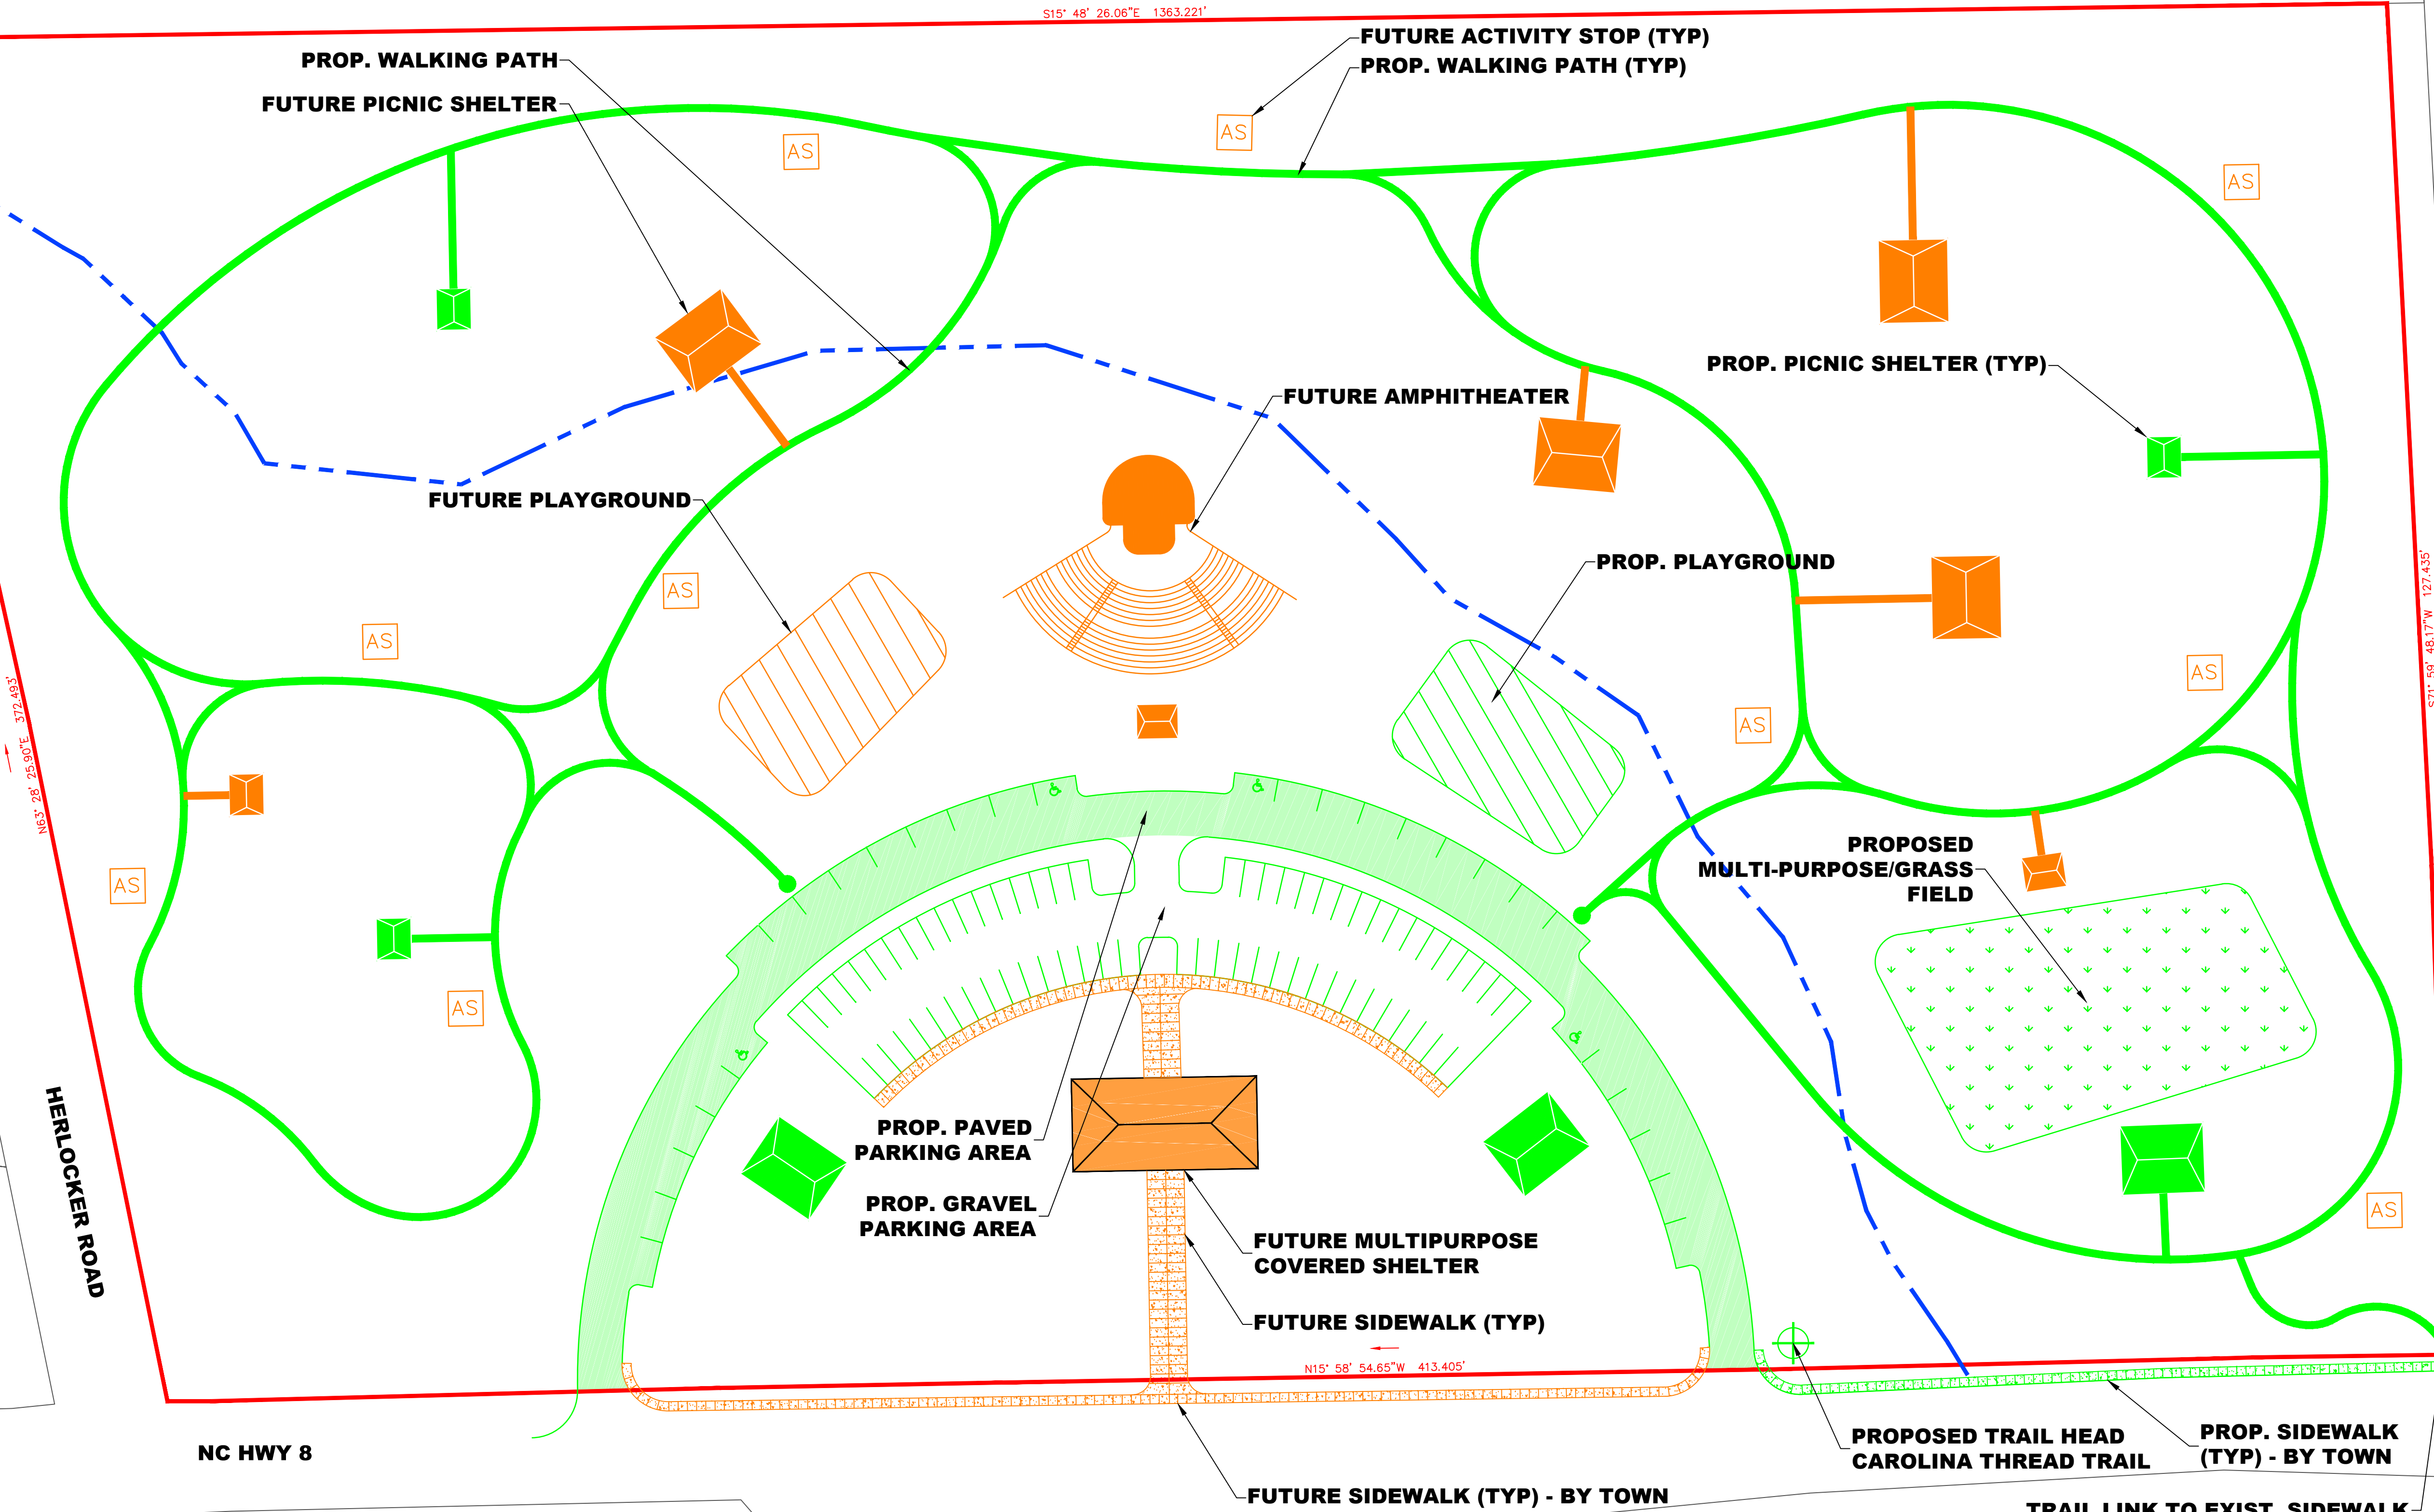 S15° 48' 26.06"E 1363.221'
FUTURE ACTIVITY STOP (TYP)
PROP. WALKING PATH (TYP)
PROP. WALKING PATH
FUTURE PICNIC SHELTER
AS
AS
AS
PROP. PICNIC SHELTER (TYP)
FUTURE AMPHITHEATER
FUTURE PLAYGROUND
PROP. PLAYGROUND
AS
AS
AS
AS
S71° 59' 48.17"W 127.435'
N63° 28' 25.90"E 372.493'
PROPOSED
MULTI-PURPOSE/GRASS
FIELD
AS
AS
HERLOCKER ROAD
PROP. PAVED
PARKING AREA
PROP. GRAVEL
PARKING AREA
AS
FUTURE MULTIPURPOSE
COVERED SHELTER
FUTURE SIDEWALK (TYP)
N15° 58' 54.65"W 413.405'
NC HWY 8
PROPOSED TRAIL HEAD
CAROLINA THREAD TRAIL
PROP. SIDEWALK
(TYP) - BY TOWN
FUTURE SIDEWALK (TYP) - BY TOWN
TRAIL LINK TO EXIST. SIDEWALK